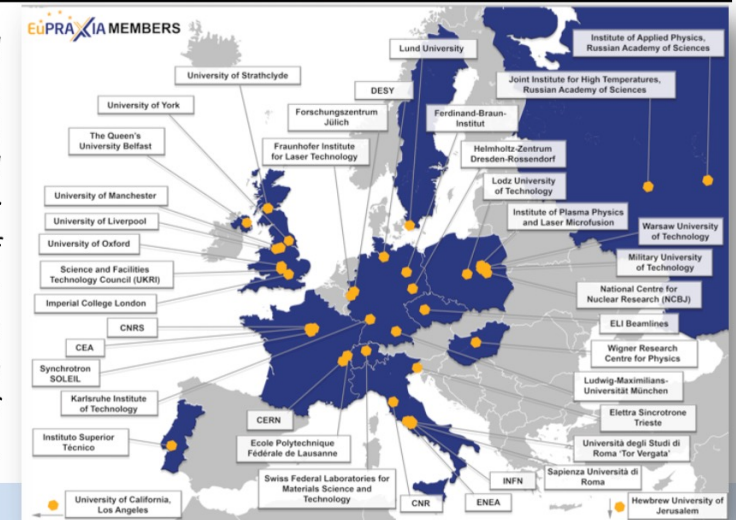 EuPRAXIA MEMBERS
Lund University
Institute of Applied Physics,
Russian Academy of Sciences
University of Strathclyde
DESY
Joint Institute for High Temperatures,
Russian Academy of Sciences
University of York
Forschungszentrum
Jülich
Ferdinand-Braun-
Institut
The Queen's
University Belfast
Fraunhofer Institute
for Laser Technology
Helmholtz-Zentrum
Dresden-Rossendorf
Lodz University
of Technology
University of Manchester
Institute of Plasma Physics
and Laser Microfusion
University of Liverpool
Warsaw University
of Technology
University of Oxford
Military University
of Technology
Science and Facilities
Technology Council (UKRI)
National Centre for
Nuclear Research (NCBJ)
Imperial College London
ELI Beamlines
CNRS
CEA
Wigner Research
Centre for Physics
Synchrotron
SOLEIL
Ludwig-Maximilians-
Universität München
Karlsruhe Institute
of Technology
Elettra Sincrotrone
Trieste
CERN
Instituto Superior
Técnico
Ecole Polytechnique
Fédérale de Lausanne
Università degli Studi di
Roma 'Tor Vergata'
Swiss Federal Laboratories for
Materials Science and
Technology
INFN
Sapienza Università di
Roma
CNR
ENEA
University of California,
Los Angeles
Hewbrew University of
Jerusalem